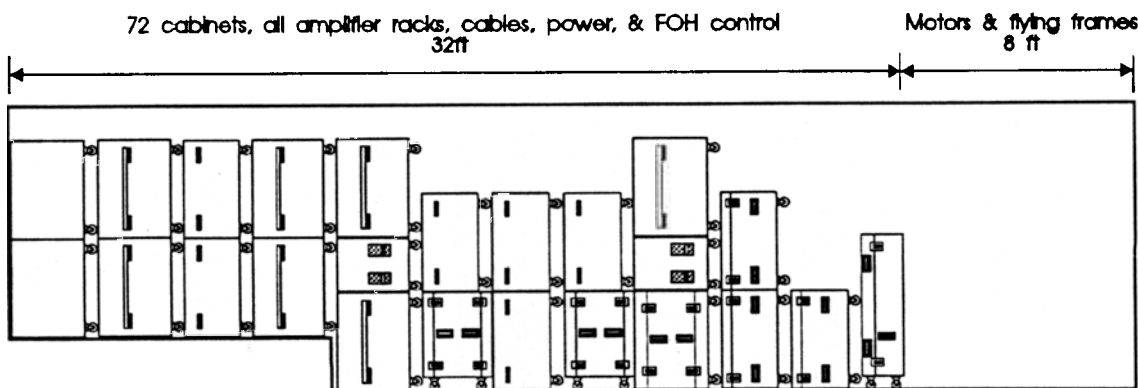 72 cabinets, all amplifier racks, cables, power, & FOH control
32ft
Motors & flying frames
8 ft